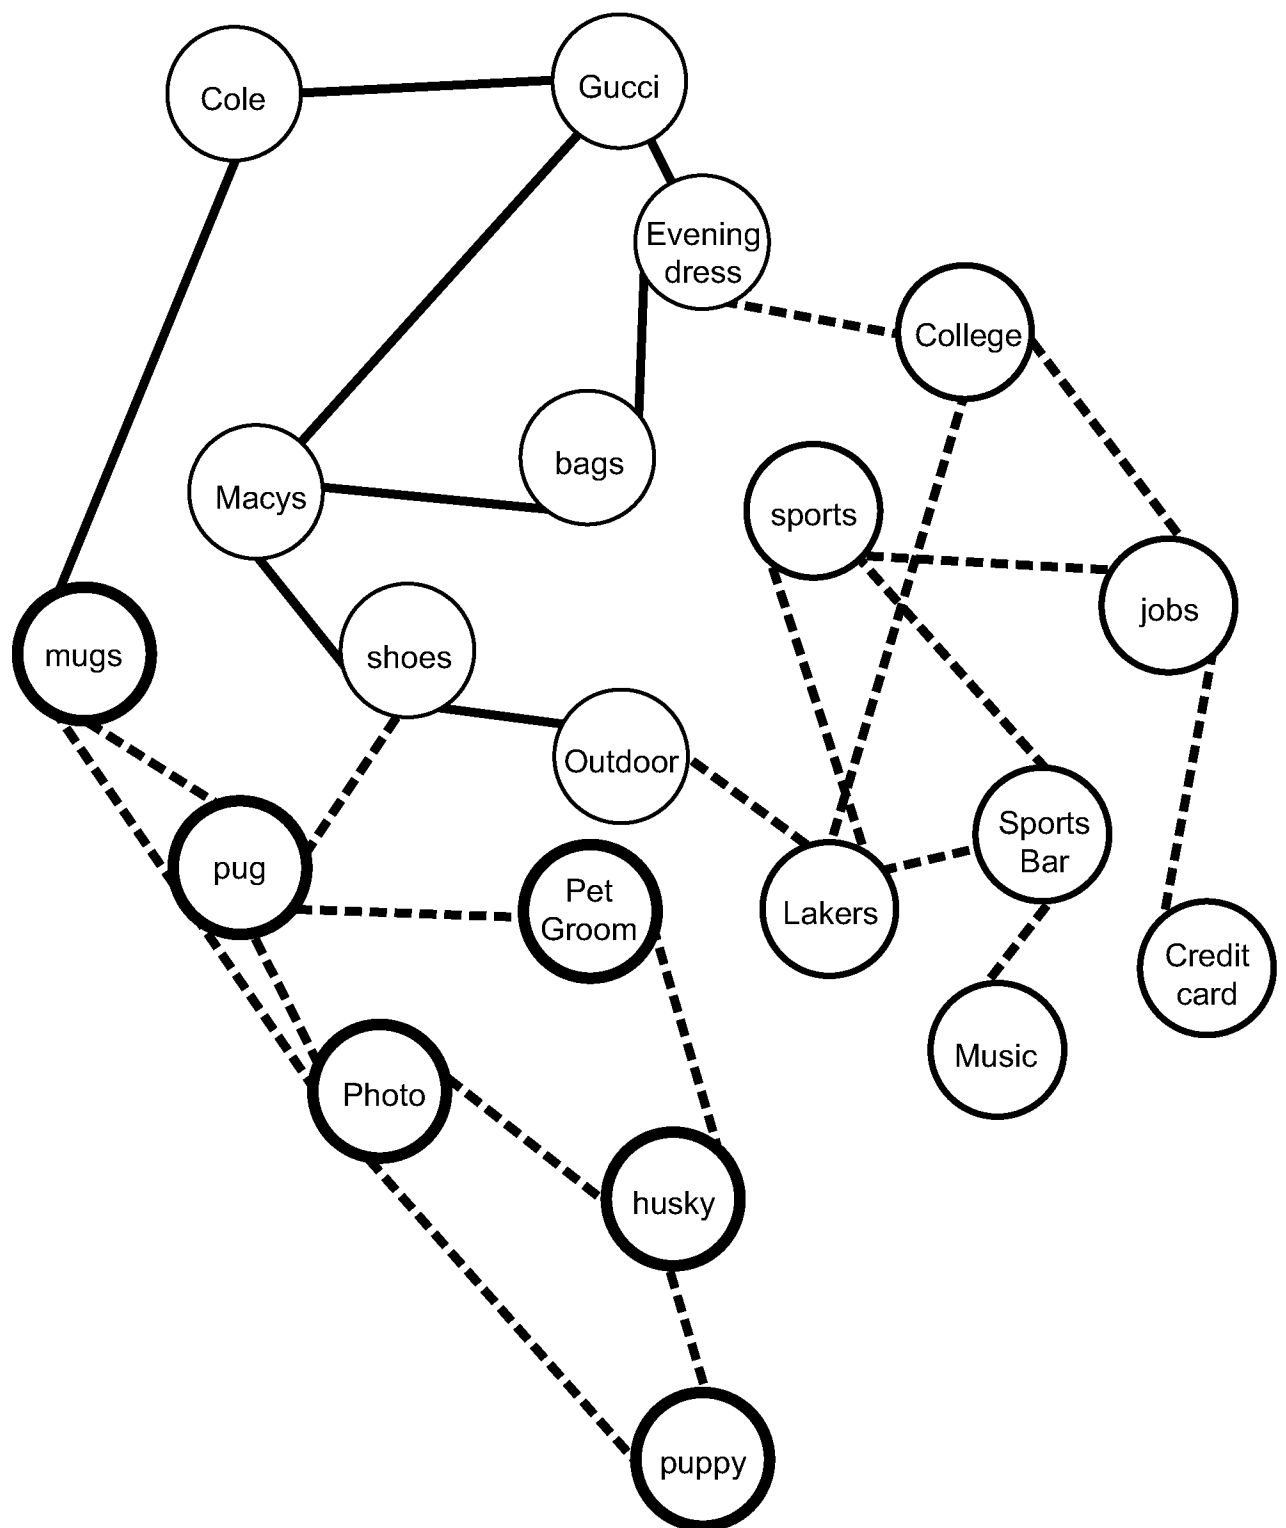 Cole
Gucci
Evening
dress
College
bags
Macys
sports
jobs
mugs
shoes
Outdoor
Sports
Bar
pug
Pet
Groom
Lakers
Credit
card
Music
Photo
husky
puppy